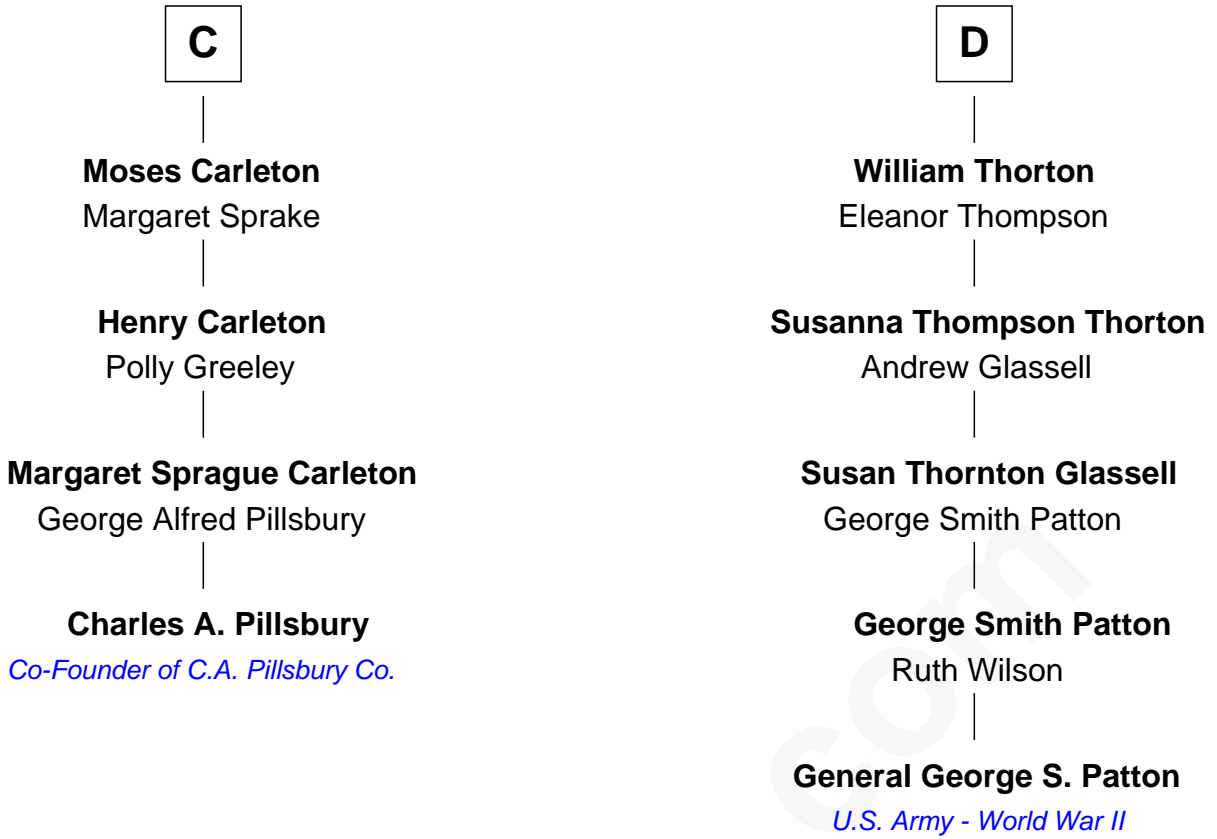 C
Moses Carleton
Margaret Sprake
Henry Carleton
Polly Greeley
Margaret Sprague Carleton
George Alfred Pillsbury
Charles A. Pillsbury
Co-Founder of C.A. Pillsbury Co.
D
William Thorton
Eleanor Thompson
Susanna Thompson Thorton
Andrew Glassell
Susan Thornton Glassell
George Smith Patton
George Smith Patton
Ruth Wilson
General George S. Patton
U.S. Army - World War II
com